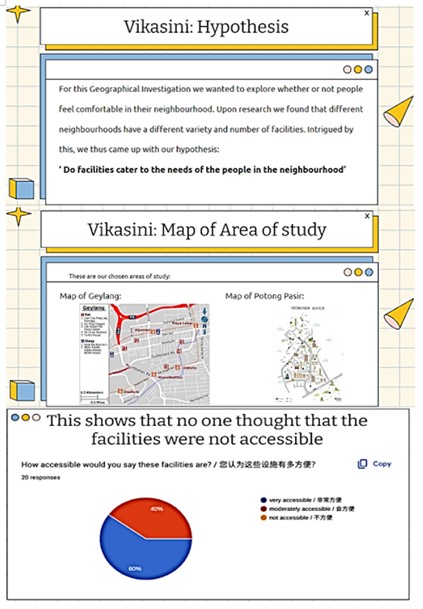 Vikasini: Hypothesis
x
For this Geographical Investigation we wanted to explore whether or not people
feel comfortable in their neighbourhood. Upon research we found that different
neighbourhoods have a different variety and number of facilities. Intrigued by
this, we thus came up with our hypothesis:
‘ Do facilities cater to the needs of the people in the neighbourhood’
Vikasini: Map of Area of study
x
These are our chosen areas of study:
Map of Geylang:
Map of Potong Pasir:
Geylang
This shows that no one thought that the
facilities were not accessible
How accessible would you say these facilities are? / 您认为这些设施有多方便?
Copy
20 responses
very accessible / 非常方便
moderately accessible / 会方便
not accessible / 不方便
40%
60%